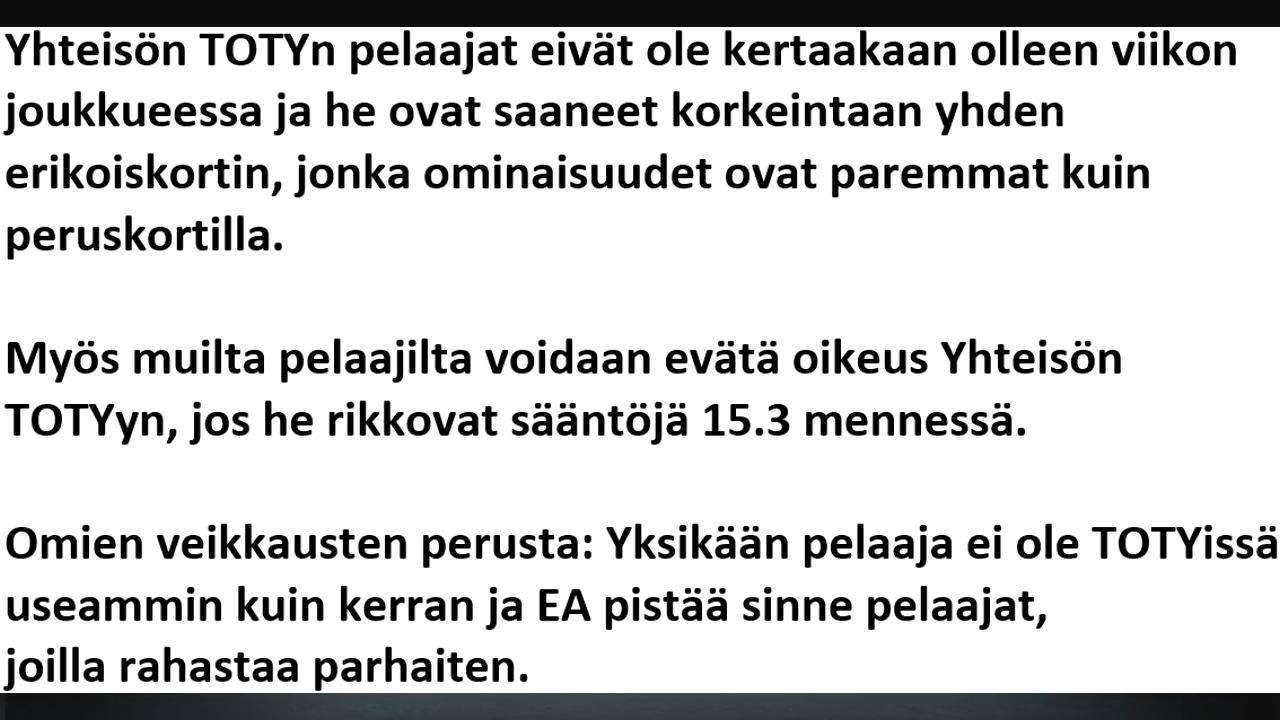 Yhteisön TOTYn pelaajat eivät ole kertaakaan olleen viikon
joukkueessa ja he ovat saaneet korkeintaan yhden
erikoiskortin, jonka ominaisuudet ovat paremmat kuin
peruskortilla.
Myös muilta pelaajilta voidaan evätä oikeus Yhteisön
TOTYyn, jos he rikkovat sääntöjä 15.3 mennessä.
Omien veikkausten perusta: Yksikään pelaaja ei ole TOTYissä
useammin kuin kerran ja EA pistää sinne pelaajat,
joilla rahastaa parhaiten.